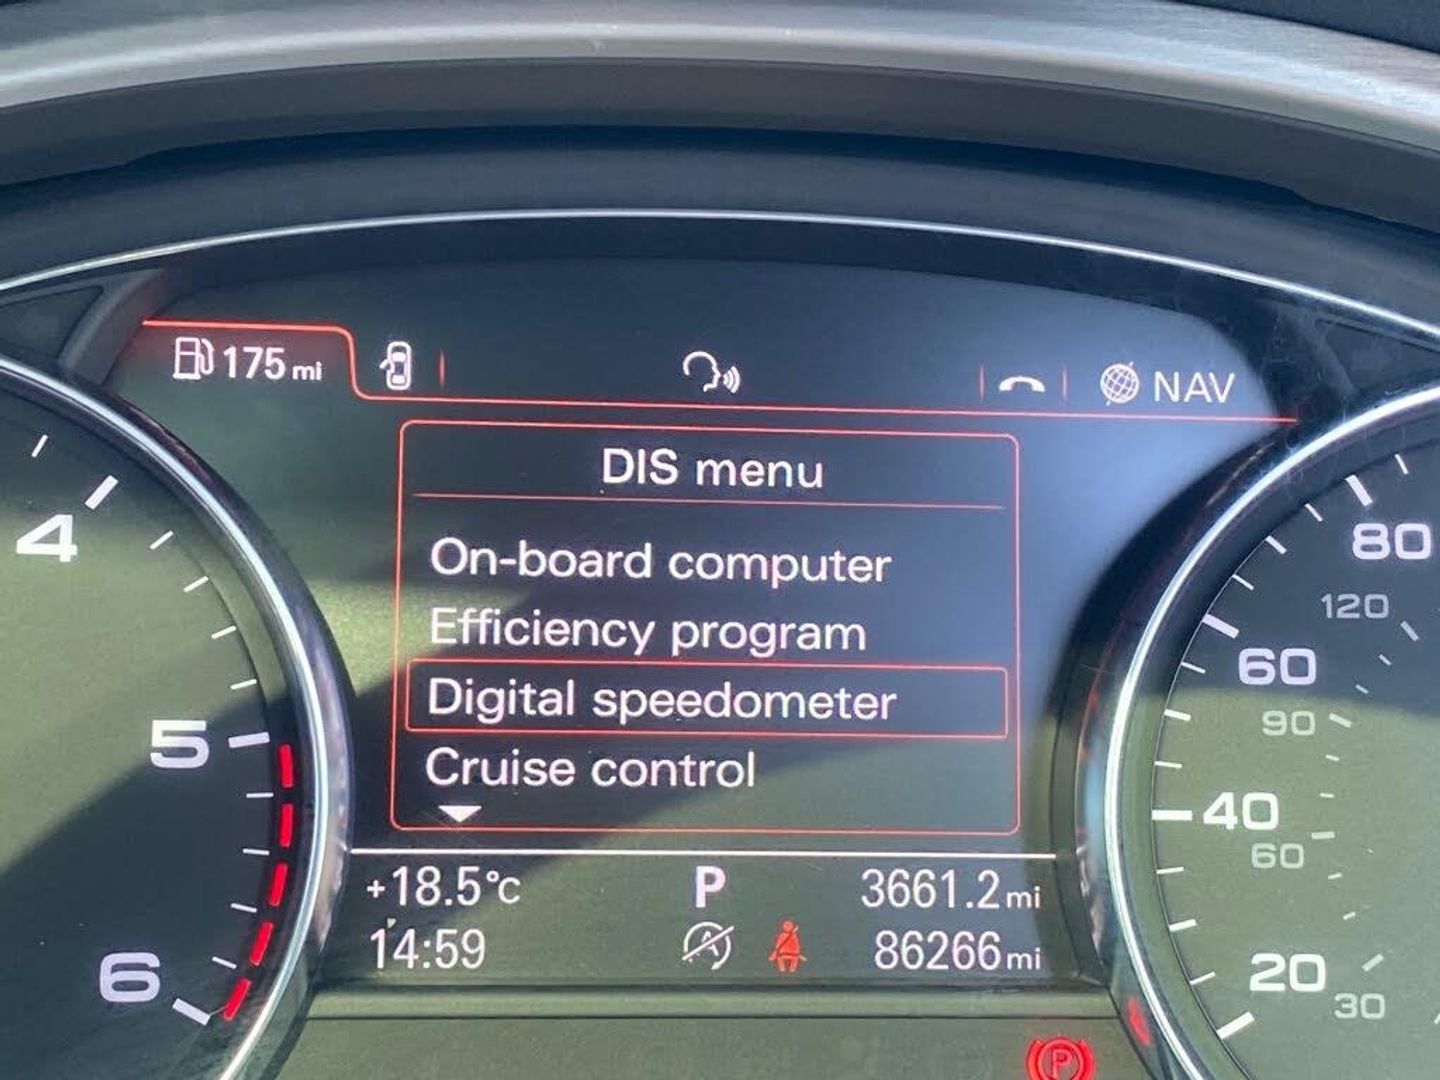 175 mi
NAV
DIS menu
On-board computer
Efficiency program
Digital speedometer
Cruise control
+18.5°C
P
3661.2 mi
14:59
A
86266 mi
4
5
6
80
120
60
90
40
60
20
30
P